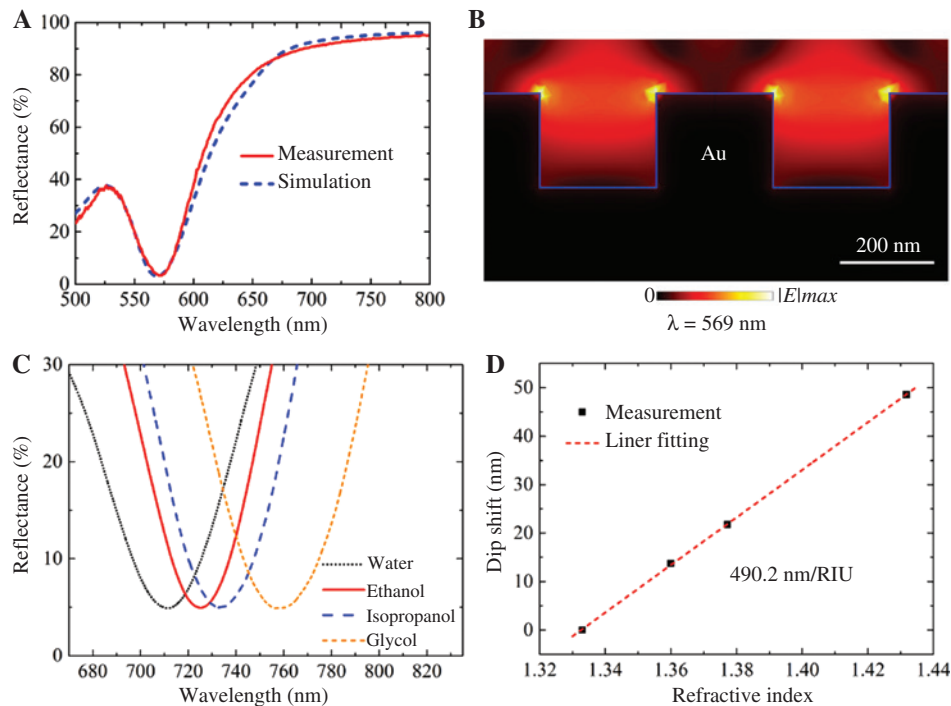 A
100
80
60
40
20
0
Reflectance (%)
Measurement
Simulation
500 550 600 650 700 750 800
Wavelength (nm)
B
Au
200 nm
0 |E|max
λ = 569 nm
C
30
20
10
0
Reflectance (%)
Water
Ethanol
Isopropanol
Glycol
680 700 720 740 760 780 800 820
Wavelength (nm)
D
50
40
30
20
10
0
Dip shift (nm)
Measurement
Liner fitting
490.2 nm/RIU
1.32 1.34 1.36 1.38 1.40 1.42 1.44
Refractive index